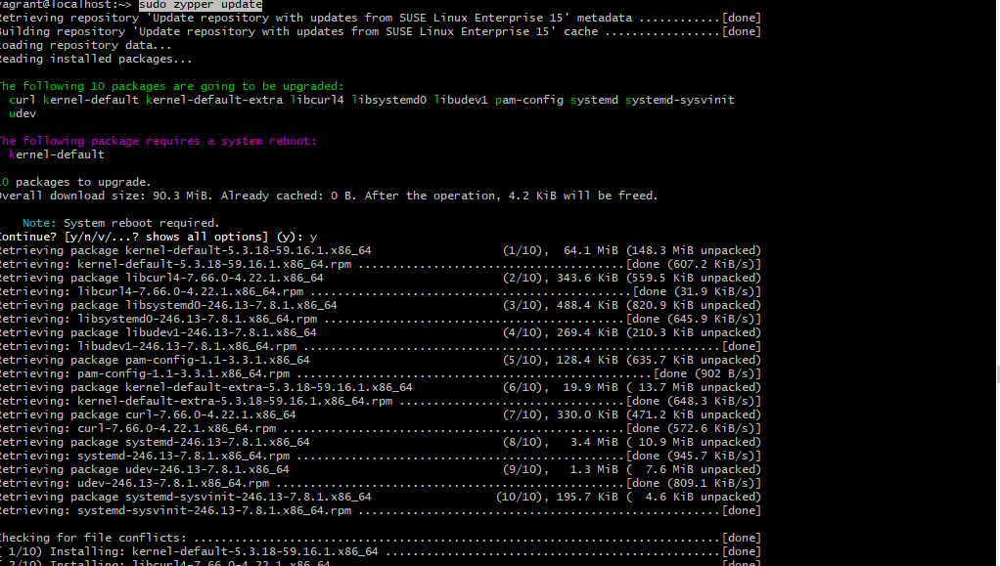 vagrant@localhost:~> sudo zypper update
Retrieving repository 'Update repository with updates from SUSE Linux Enterprise 15' metadata ............[done]
Building repository 'Update repository with updates from SUSE Linux Enterprise 15' cache .................[done]
Loading repository data...
Reading installed packages...
The following 10 packages are going to be upgraded:
curl kernel-default kernel-default-extra libcurl4 libsystemd0 libudev1 pam-config systemd systemd-sysvinit
udev
The following package requires a system reboot:
kernel-default
10 packages to upgrade.
Overall download size: 90.3 MiB. Already cached: 0 B. After the operation, 4.2 KiB will be freed.
Note: System reboot required.
Continue? [y/n/v/...? shows all options] (y): y
Retrieving package kernel-default-5.3.18-59.16.1.x86_64 (1/10), 64.1 MiB (148.3 MiB unpacked)
Retrieving: kernel-default-5.3.18-59.16.1.x86_64.rpm .......................................[done (607.2 KiB/s)]
Retrieving package libcurl4-7.66.0-4.22.1.x86_64 (2/10), 343.6 KiB (559.5 KiB unpacked)
Retrieving: libcurl4-7.66.0-4.22.1.x86_64.rpm ...............................................[done (31.9 KiB/s)]
Retrieving package libsystemd0-246.13-7.8.1.x86_64 (3/10), 488.4 KiB (820.9 KiB unpacked)
Retrieving: libsystemd0-246.13-7.8.1.x86_64.rpm ............................................[done (645.9 KiB/s)]
Retrieving package libudev1-246.13-7.8.1.x86_64 (4/10), 269.4 KiB (210.3 KiB unpacked)
Retrieving: libudev1-246.13-7.8.1.x86_64.rpm .............................................................[done]
Retrieving package pam-config-1.1-3.3.1.x86_64 (5/10), 128.4 KiB (635.7 KiB unpacked)
Retrieving: pam-config-1.1-3.3.1.x86_64.rpm ....................................................[done (902 B/s)]
Retrieving package kernel-default-extra-5.3.18-59.16.1.x86_64 (6/10), 19.9 MiB ( 13.7 MiB unpacked)
Retrieving: kernel-default-extra-5.3.18-59.16.1.x86_64.rpm .................................[done (648.3 KiB/s)]
Retrieving package curl-7.66.0-4.22.1.x86_64 (7/10), 330.0 KiB (471.2 KiB unpacked)
Retrieving: curl-7.66.0-4.22.1.x86_64.rpm ..................................................[done (572.6 KiB/s)]
Retrieving package systemd-246.13-7.8.1.x86_64 (8/10), 3.4 MiB ( 10.9 MiB unpacked)
Retrieving: systemd-246.13-7.8.1.x86_64.rpm ................................................[done (945.7 KiB/s)]
Retrieving package udev-246.13-7.8.1.x86_64 (9/10), 1.3 MiB ( 7.6 MiB unpacked)
Retrieving: udev-246.13-7.8.1.x86_64.rpm ...................................................[done (809.1 KiB/s)]
Retrieving package systemd-sysvinit-246.13-7.8.1.x86_64 (10/10), 195.7 KiB ( 4.6 KiB unpacked)
Retrieving: systemd-sysvinit-246.13-7.8.1.x86_64.rpm .....................................................[done]
Checking for file conflicts: .............................................................................[done]
( 1/10) Installing: kernel-default-5.3.18-59.16.1.x86_64 .................................................[done]
( 2/10) Installing: libcurl4-7.66.0-4.22.1.x86_64 ........................................................[done]